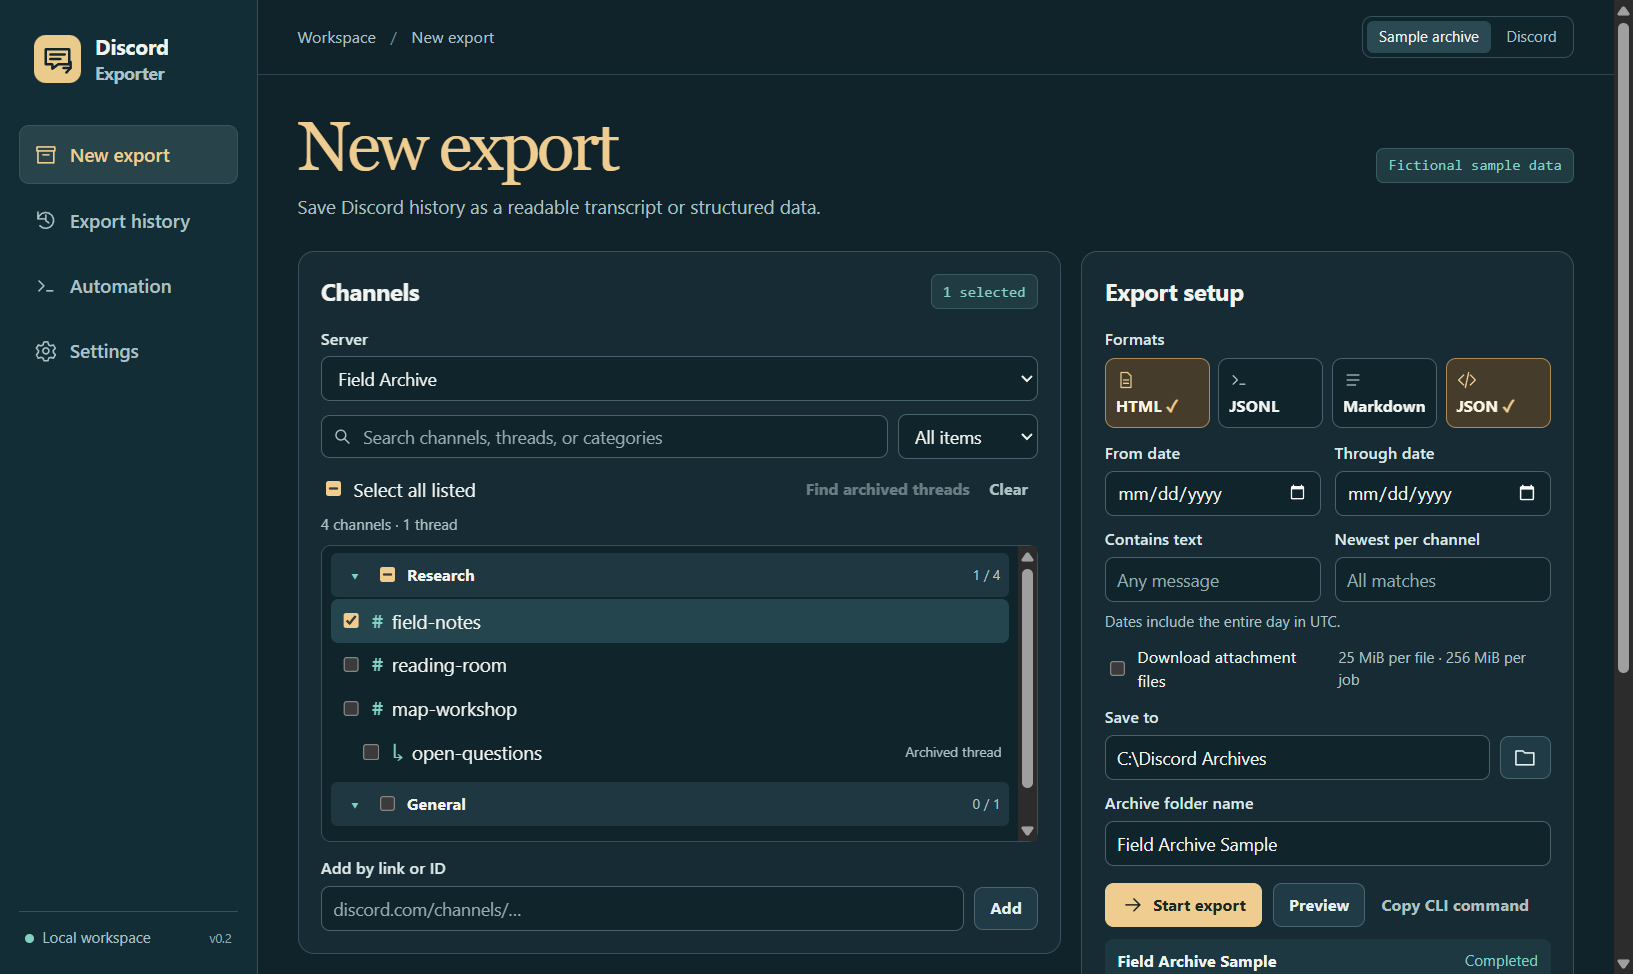 Discord
Exporter
New export
Export history
Automation
Settings
Local workspace v0.2
Workspace / New export
Sample archive Discord
New export
Fictional sample data
Save Discord history as a readable transcript or structured data.
Channels
1 selected
Server
Field Archive
Search channels, threads, or categories
All items
Select all listed
Find archived threads Clear
4 channels · 1 thread
Research 1 / 4
# field-notes
# reading-room
# map-workshop
open-questions Archived thread
General 0 / 1
Add by link or ID
discord.com/channels/...
Add
Export setup
Formats
HTML ✓
JSONL
Markdown
JSON ✓
From date Through date
mm/dd/yyyy mm/dd/yyyy
Contains text Newest per channel
Any message All matches
Dates include the entire day in UTC.
Download attachment
files
25 MiB per file · 256 MiB per
job
Save to
C:\Discord Archives
Archive folder name
Field Archive Sample
Start export Preview Copy CLI command
Field Archive Sample Completed